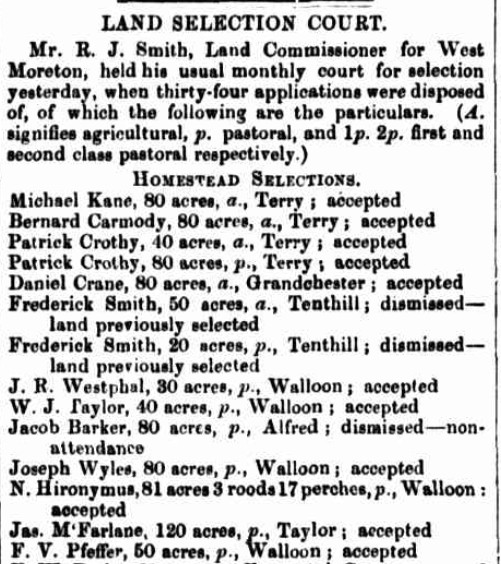 LAND SELECTION COURT.
Mr. R. J. Smith, Land Commissioner for West
Moreton, held his usual monthly court for selection
yesterday, when thirty-four applications were disposed
of, of which the following are the particulars. (A.
signifies agricultural, p. pastoral, and 1p. 2p. first and
second class pastoral respectively.)
HOMESTEAD SELECTIONS.
Michael Kane, 80 acres, a., Terry; accepted
Bernard Carmody, 80 acres, a., Terry; accepted
Patrick Crothy, 40 acres, a., Terry; accepted
Patrick Crothy, 80 acres, p., Terry; accepted
Daniel Crane, 80 acres, a., Grandchester; accepted
Frederick Smith, 50 acres, a., Tenthill; dismissed—
land previously selected
Frederick Smith, 20 acres, p., Tenthill; dismissed—
land previously selected
J. R. Westphal, 30 acres, p., Walloon; accepted
W. J. Taylor, 40 acres, p., Walloon; accepted
Jacob Barker, 80 acres, p., Alfred; dismissed—non-
attendance
Joseph Wyles, 80 acres, p., Walloon; accepted
N. Hironymus, 81 acres 3 roods 17 perches, p., Walloon:
accepted
Jas. M'Farlane, 120 acres, p., Taylor; accepted
F. V. Pfeffer, 50 acres, p., Walloon; accepted